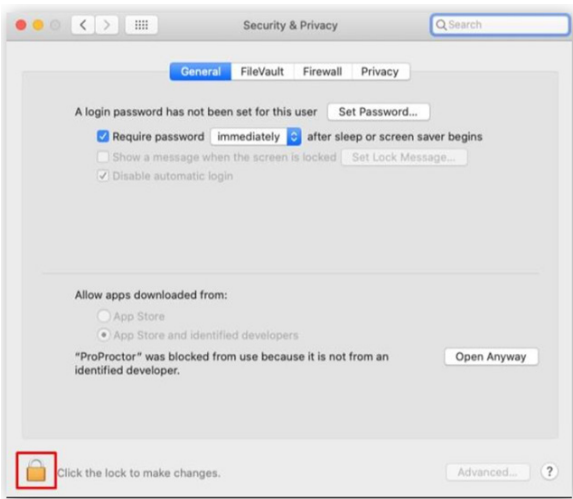 Security & Privacy
Search
General FileVault Firewall Privacy
A login password has not been set for this user Set Password...
Require password immediately after sleep or screen saver begins
Show a message when the screen is locked Set Lock Message...
Disable automatic login
Allow apps downloaded from:
App Store
App Store and identified developers
"ProProctor" was blocked from use because it is not from an Open Anyway
identified developer.
Click the lock to make changes. Advanced... ?